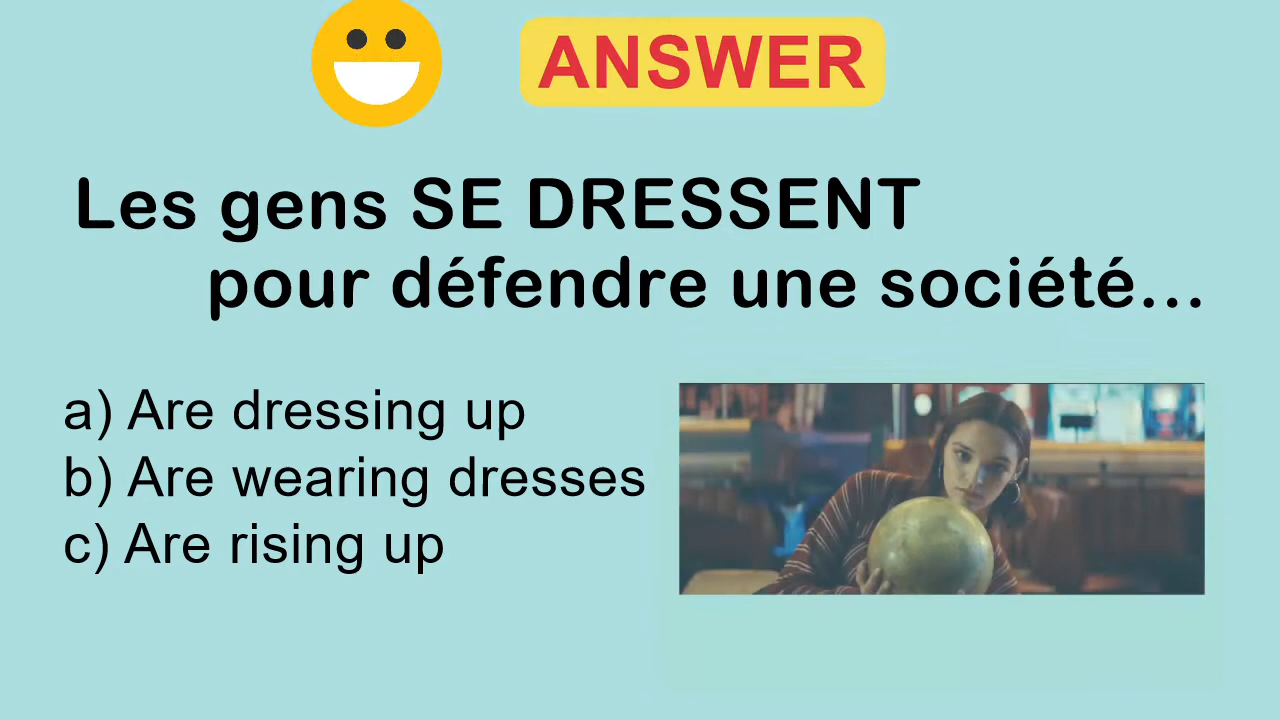 ANSWER
Les gens SE DRESSENT
pour défendre une société...
a) Are dressing up
b) Are wearing dresses
c) Are rising up